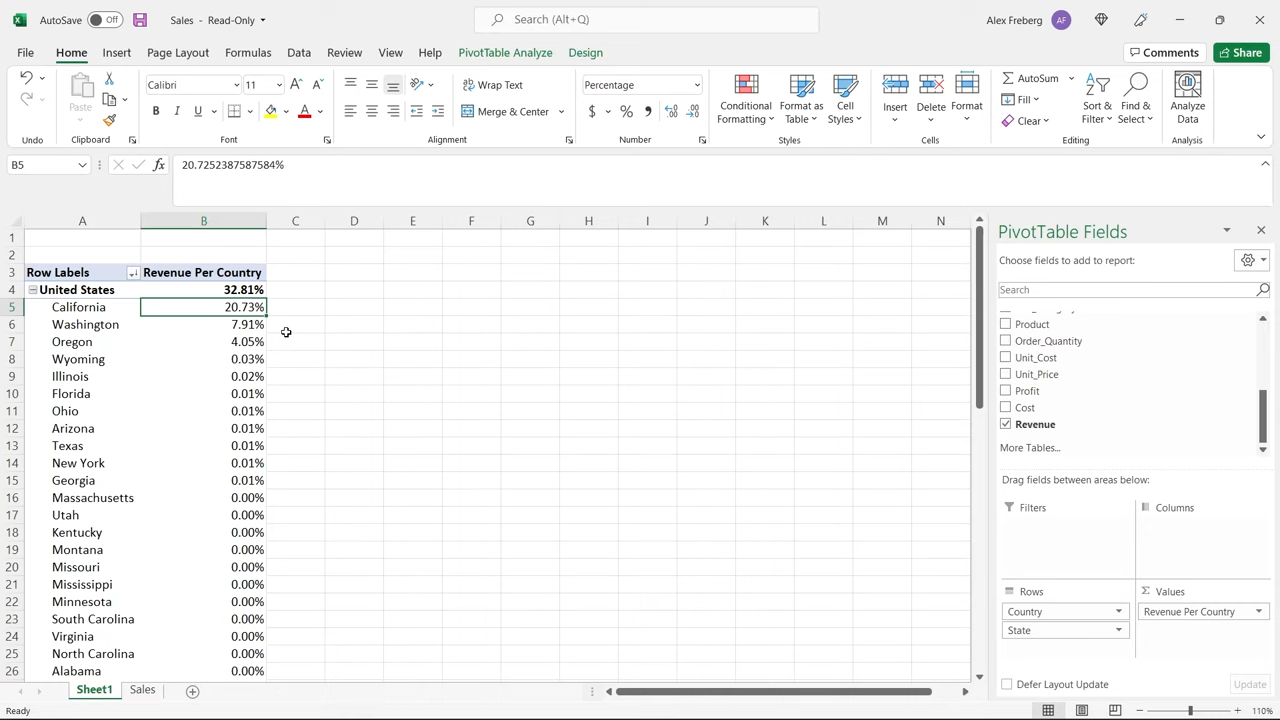 AutoSave Off Sales - Read-Only Search (Alt+Q) Alex Freberg AF
File Home Insert Page Layout Formulas Data Review View Help PivotTable Analyze Design Comments Share
Calibri 11 Wrap Text Percentage AutoSum
Paste Merge & Center $ % Conditional Formatting Format as Table Cell Styles Insert Delete Format Fill Sort & Filter Find & Select Analyze Data
Clear
Undo Clipboard Font Alignment Number Styles Cells Editing Analysis
B5 fx 20.7252387587584%
A B C D E F G H I J K L M N
1
2
3 Row Labels Revenue Per Country
4 United States 32.81%
5 California 20.73%
6 Washington 7.91%
7 Oregon 4.05%
8 Wyoming 0.03%
9 Illinois 0.02%
10 Florida 0.01%
11 Ohio 0.01%
12 Arizona 0.01%
13 Texas 0.01%
14 New York 0.01%
15 Georgia 0.01%
16 Massachusetts 0.00%
17 Utah 0.00%
18 Kentucky 0.00%
19 Montana 0.00%
20 Missouri 0.00%
21 Mississippi 0.00%
22 Minnesota 0.00%
23 South Carolina 0.00%
24 Virginia 0.00%
25 North Carolina 0.00%
26 Alabama 0.00%
PivotTable Fields
Choose fields to add to report:
Search
Product
Order_Quantity
Unit_Cost
Unit_Price
Profit
Cost
Revenue
More Tables...
Drag fields between areas below:
Filters Columns
Rows Σ Values
Country Revenue Per Country
State
Defer Layout Update Update
Sheet1 Sales
Ready 110%